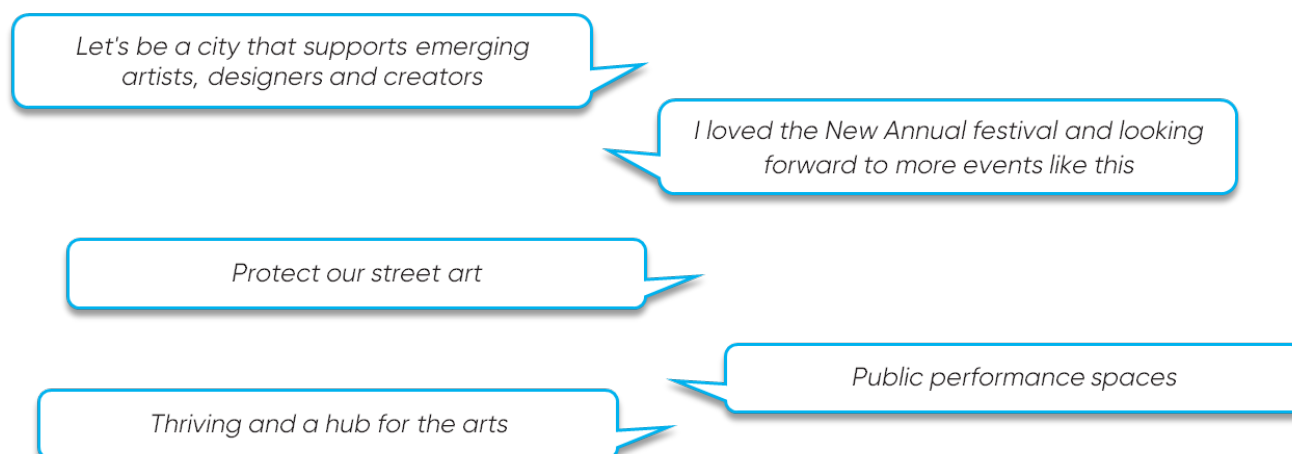 Let's be a city that supports emerging
artists, designers and creators
I loved the New Annual festival and looking
forward to more events like this
Protect our street art
Public performance spaces
Thriving and a hub for the arts